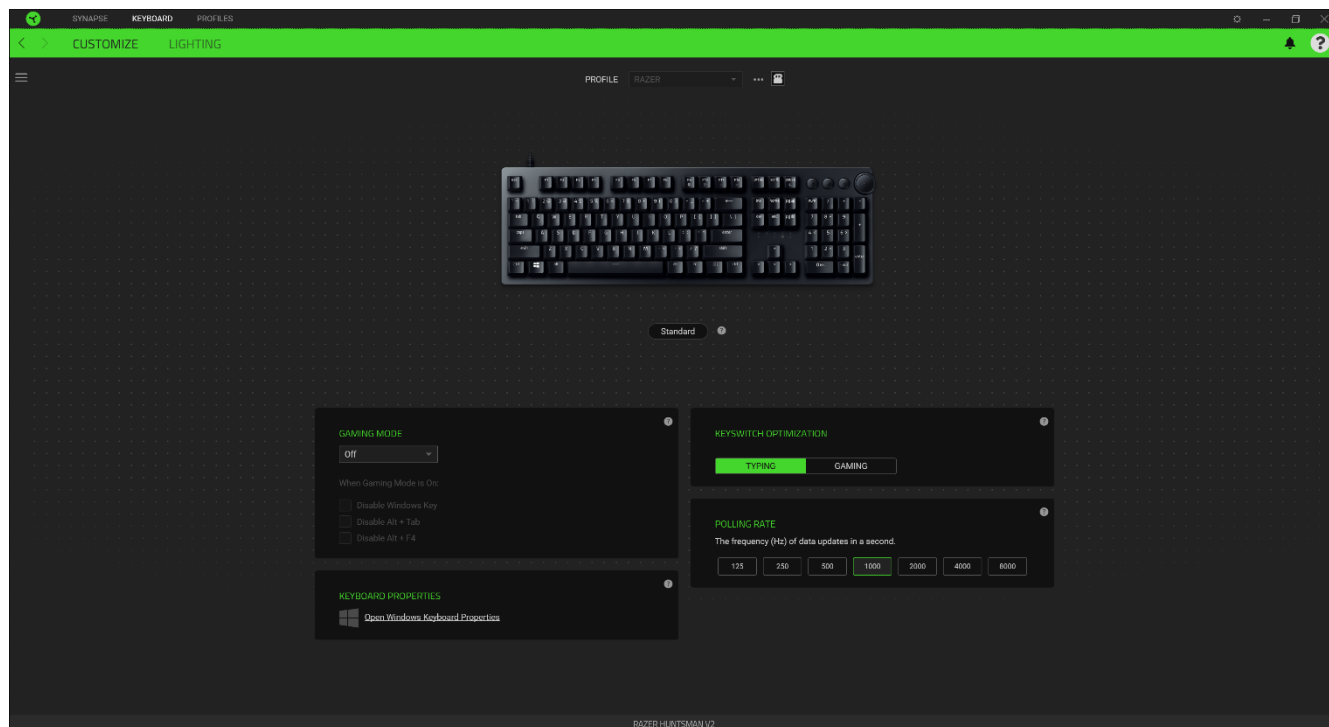 SYNAPSE KEYBOARD PROFILES
CUSTOMIZE LIGHTING
PROFILE RAZER
Standard
GAMING MODE
Off
When Gaming Mode is On:
Disable Windows Key
Disable Alt + Tab
Disable Alt + F4
KEYBOARD PROPERTIES
Open Windows Keyboard Properties
KEYSWITCH OPTIMIZATION
TYPING GAMING
POLLING RATE
The frequency (Hz) of data updates in a second.
125 250 500 1000 2000 4000 8000
RAZER HUNTSMAN V2